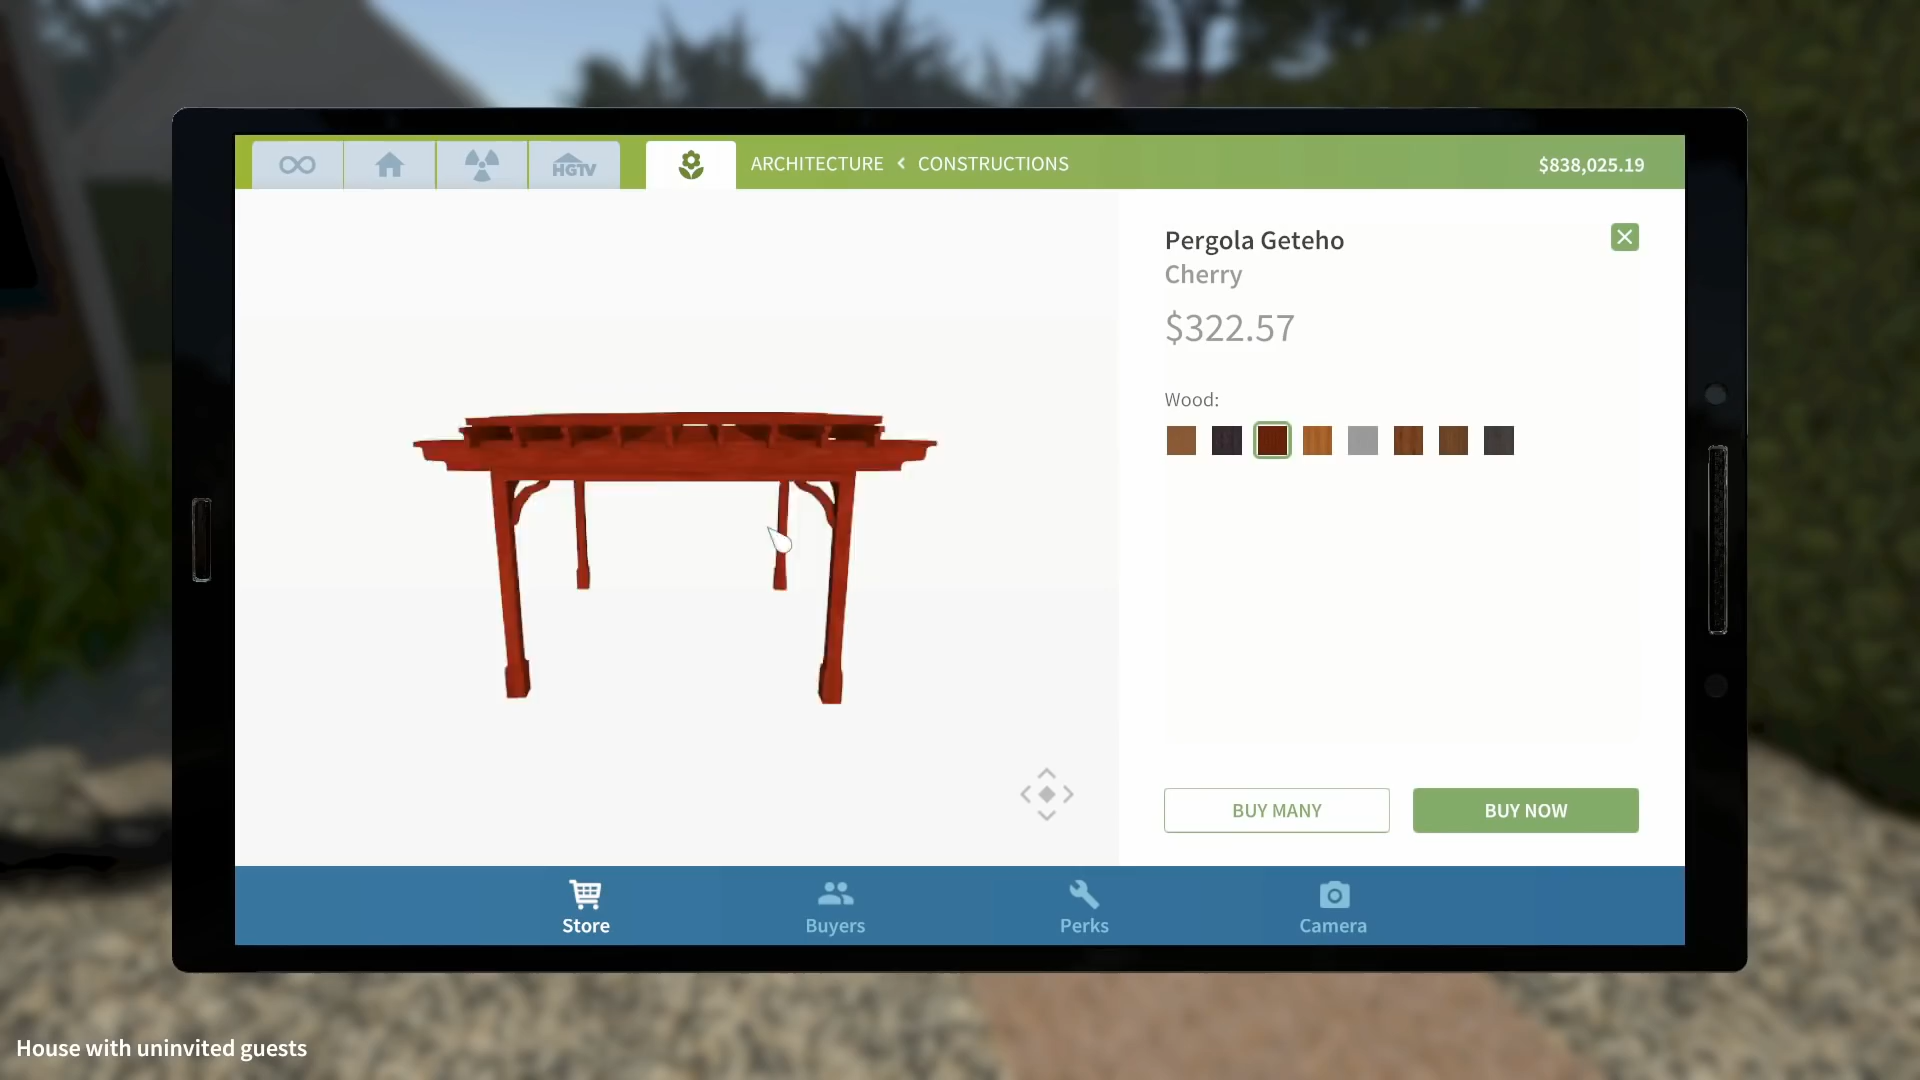 HGTV
ARCHITECTURE < CONSTRUCTIONS
$838,025.19
Pergola Geteho
Cherry
$322.57
Wood:
BUY MANY
BUY NOW
Store
Buyers
Perks
Camera
House with uninvited guests